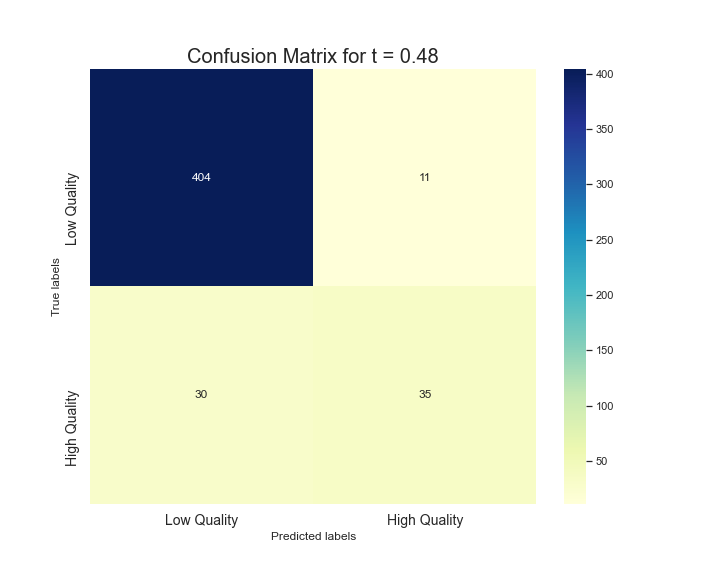 Confusion Matrix for t = 0.48
True labels
Low Quality
High Quality
404
11
30
35
Low Quality
High Quality
Predicted labels
400
350
300
250
200
150
100
50